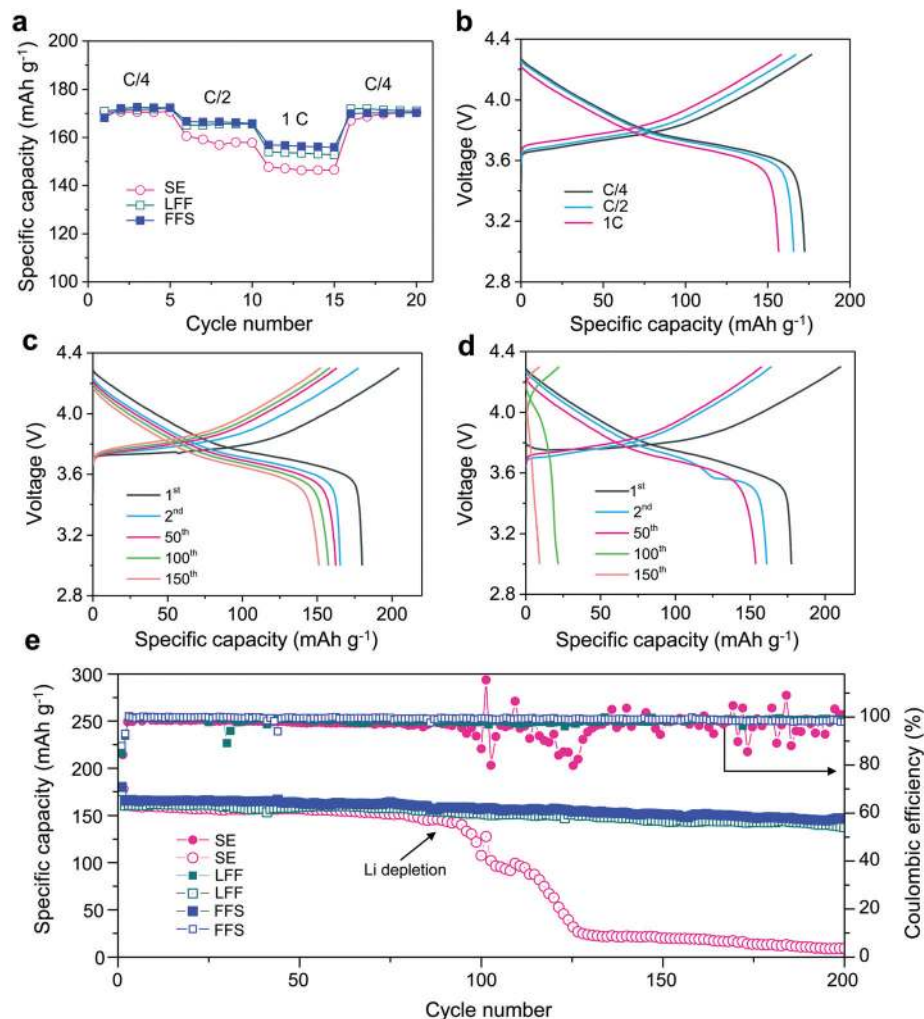 a
Specific capacity (mAh g⁻¹)
200
180
160
140
120
100
C/4
C/2
1 C
C/4
SE
LFF
FFS
0
5
10
15
20
Cycle number
b
Voltage (V)
4.4
4.0
3.6
3.2
2.8
C/4
C/2
1C
0
50
100
150
200
Specific capacity (mAh g⁻¹)
c
Voltage (V)
4.4
4.0
3.6
3.2
2.8
1st
2nd
50th
100th
150th
0
50
100
150
200
Specific capacity (mAh g⁻¹)
d
Voltage (V)
4.4
4.0
3.6
3.2
2.8
1st
2nd
50th
100th
150th
0
50
100
150
200
Specific capacity (mAh g⁻¹)
e
Specific capacity (mAh g⁻¹)
300
250
200
150
100
50
0
SE
SE
LFF
LFF
FFS
FFS
Li depletion
100
80
60
40
20
0
Coulombic efficiency (%)
0
50
100
150
200
Cycle number